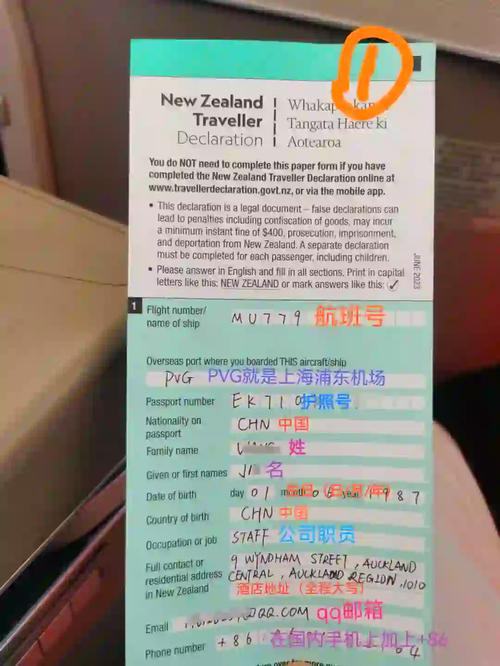 1
New Zealand
Traveller
Declaration
Whakap kan
Tangata Haere ki
Aotearoa
You do NOT need to complete this paper form if you have
completed the New Zealand Traveller Declaration online at
www.travellerdeclaration.govt.nz, or via the mobile app.
• This declaration is a legal document – false declarations can
lead to penalties including confiscation of goods, may incur
a minimum instant fine of $400, prosecution, imprisonment,
and deportation from New Zealand. A separate declaration
must be completed for each passenger, including children.
• Please answer in English and fill in all sections. Print in capital
letters like this: NEW ZEALAND or mark answers like this: ✓
JUNE 2023
1 Flight number/
name of ship MU779 航班号
Overseas port where you boarded THIS aircraft/ship
PVG PVG就是上海浦东机场
Passport number EK710 护照号
Nationality on
passport CHN 中国
Family name 姓
Given or first names 名
Date of birth day 01 month 06 year 1987
Country of birth CHN 中国
Occupation or job STAFF 公司职员
Full contact or
residential address
in New Zealand
9 WYNDHAM STREET, AUCKLAND
CENTRAL, AUCKLAND REGION, 1010
酒店地址（全程大写）
Email @QQ.COM qq邮箱
Phone number +86 在国内手机上加上+86